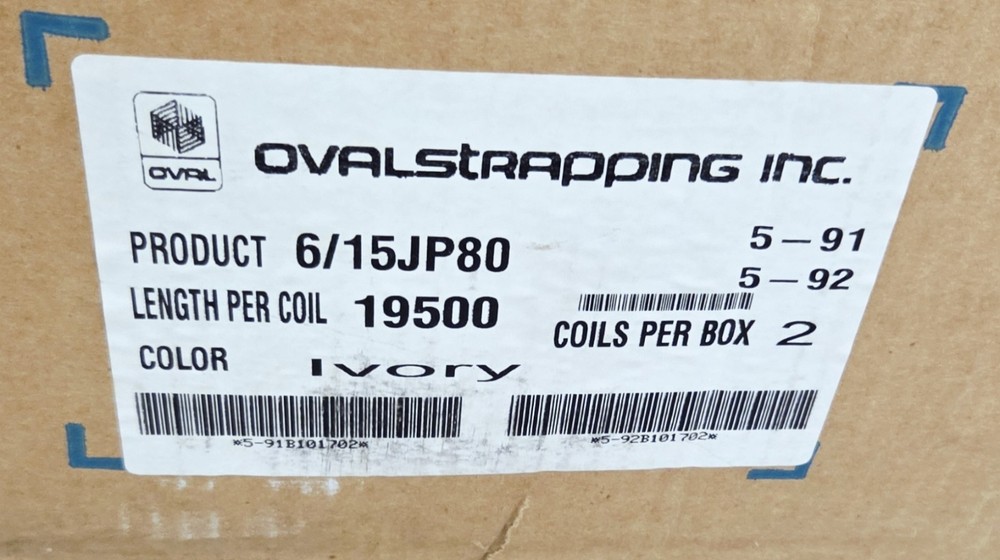 OVAL
OVALSTRAPPING INC.
PRODUCT 6/15JP80
5-91
5-92
LENGTH PER COIL 19500
COILS PER BOX 2
COLOR Ivory
*5-91B101702*
*5-92B101702*